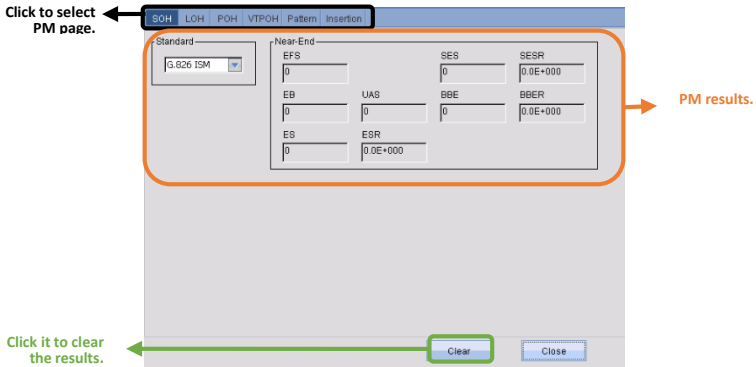 Click to select
PM page.
SOH LOH POH VTPOH Pattern Insertion
Standard
G.826 ISM
Near-End
EFS SES SESR
0 0 0.0E+000
EB UAS BBE BBER
0 0 0 0.0E+000
ES ESR
0 0.0E+000
PM results.
Click it to clear
the results.
Clear Close